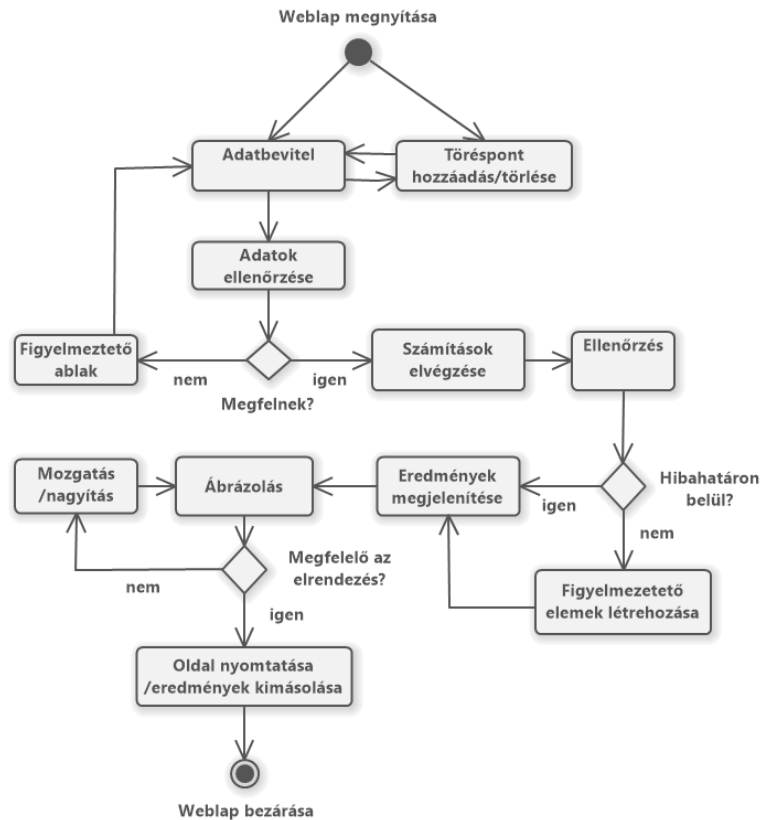 Weblap megnyitása
Adatbevitel
Töréspont
hozzáadás/törlése
Adatok
ellenőrzése
Figyelmeztető
ablak
nem
igen
Megfelnek?
Számítások
elvégzése
Ellenőrzés
Mozgatás
/nagyítás
Ábrázolás
Eredmények
megjelenítése
igen
Hibahatáron
belül?
nem
nem
Megfelelő az
elrendezés?
igen
Figyelmezetető
elemek létrehozása
Oldal nyomtatása
/eredmények kimásolása
Weblap bezárása